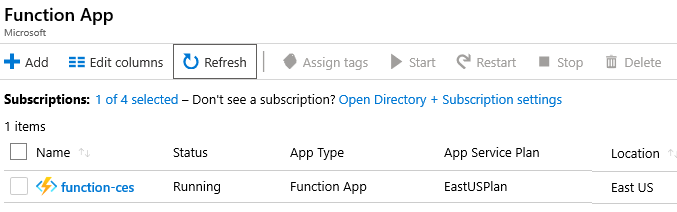 Function App
Microsoft
Add Edit columns Refresh Assign tags Start Restart Stop Delete
Subscriptions: 1 of 4 selected – Don't see a subscription? Open Directory + Subscription settings
1 items
Name Status App Type App Service Plan Location
function-ces Running Function App EastUSPlan East US